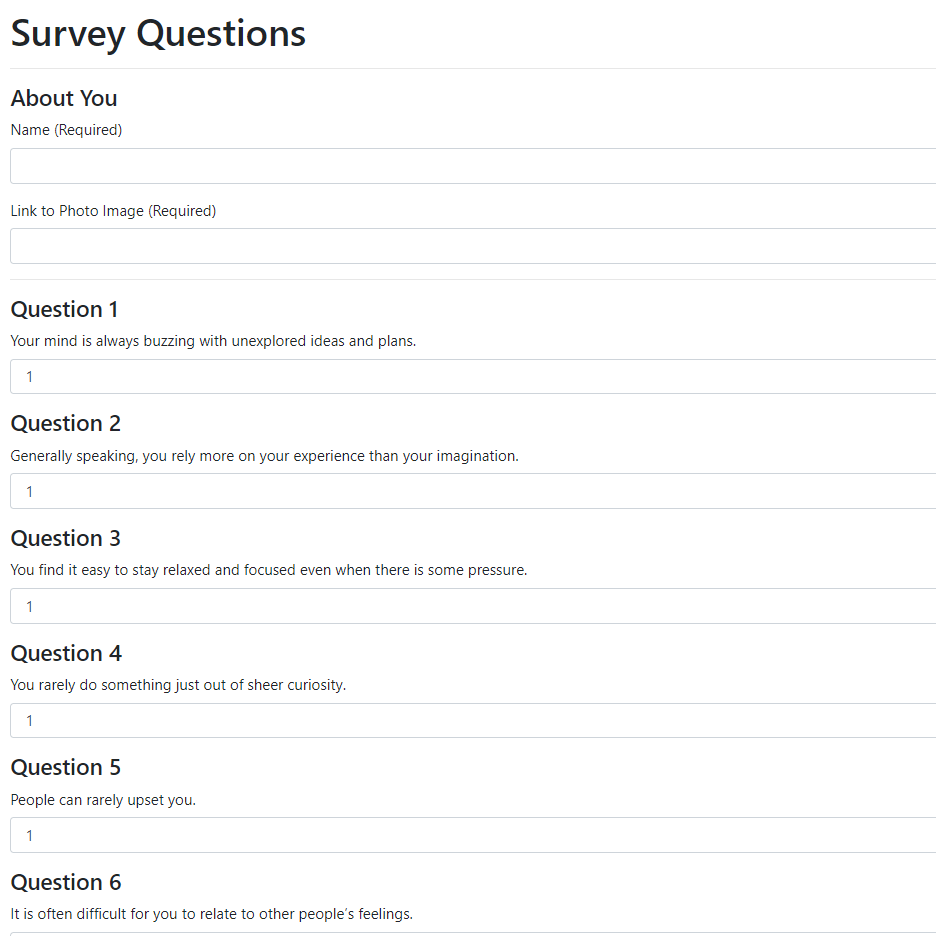 Survey Questions
About You
Name (Required)
Link to Photo Image (Required)
Question 1
Your mind is always buzzing with unexplored ideas and plans.
1
Question 2
Generally speaking, you rely more on your experience than your imagination.
1
Question 3
You find it easy to stay relaxed and focused even when there is some pressure.
1
Question 4
You rarely do something just out of sheer curiosity.
1
Question 5
People can rarely upset you.
1
Question 6
It is often difficult for you to relate to other people’s feelings.